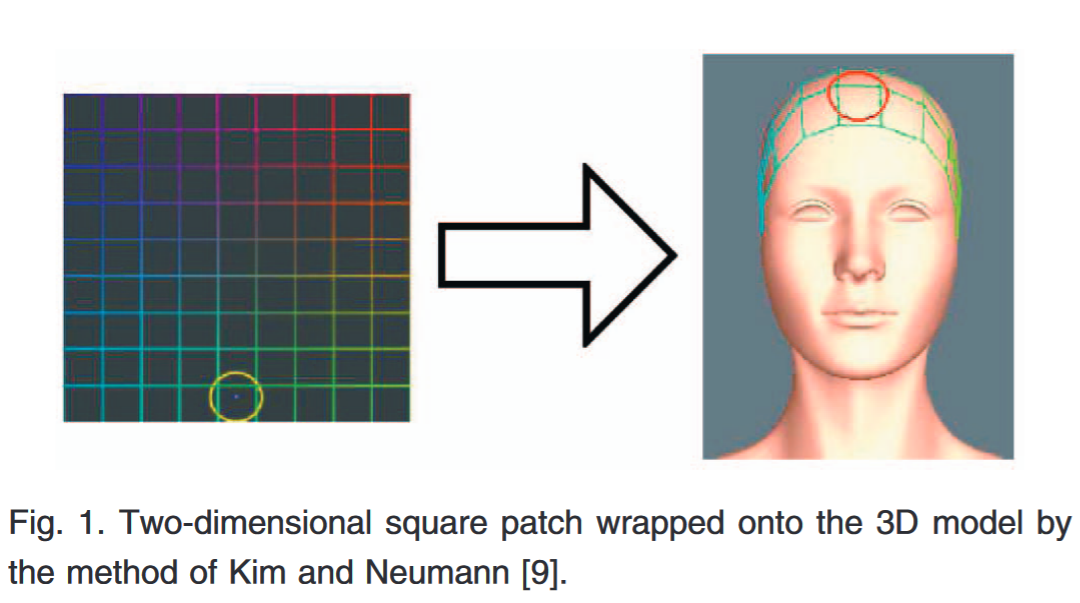 Fig. 1. Two-dimensional square patch wrapped onto the 3D model by
the method of Kim and Neumann [9].